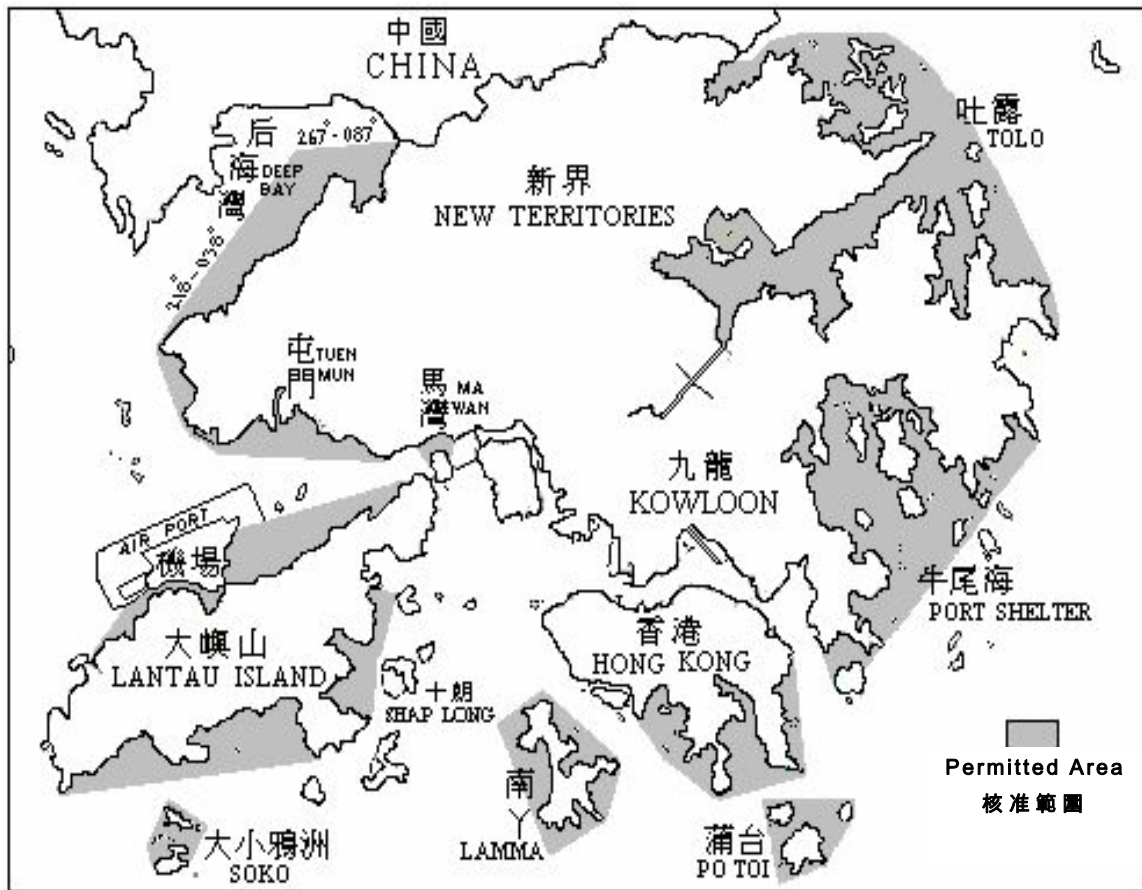 中國
CHINA
后海灣
DEEP
BAY
267°-087°
218°-038°
吐露
TOLO
新界
NEW TERRITORIES
屯門
TUEN
MUN
馬灣
MA
WAN
九龍
KOWLOON
AIR PORT
機場
牛尾海
PORT SHELTER
大嶼山
LANTAU ISLAND
香港
HONG KONG
十朗
SHAP LONG
南丫
LAMMA
大小鴉洲
SOKO
蒲台
PO TOI
Permitted Area
核准範圍